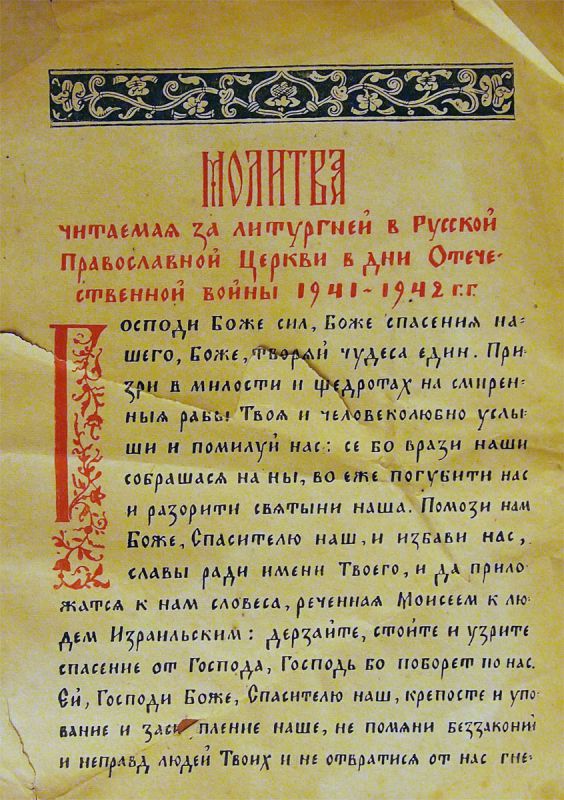 МОЛИТВА
читаемая за литургией в Русской
Православной Церкви в дни Отече-
ственной войны 1941-1942 г.г.
Господи Боже сил, Боже спасения на-
шего, Боже, творяй чудеса един. При-
зри в милости и щедротах на смирен-
ныя рабы Твоя и человеколюбно услы-
ши и помилуй нас: се бо врази наши
собрашася на ны, во еже погубити нас
и разорити святыни наша. Помози нам
Боже, Спасителю наш, и избави нас,
славы ради имени Твоего, и да прило-
жатся к нам словеса, реченная Моисеем к лю-
дем Израильским: дерзайте, стойте и узрите
спасение от Господа, Господь бо поборет по нас.
Ей, Господи Боже, Спасителю наш, крепосте и упо-
вание и заступление наше, не помяни беззаконий
и неправд людей Твоих и не отвратися от нас гне-